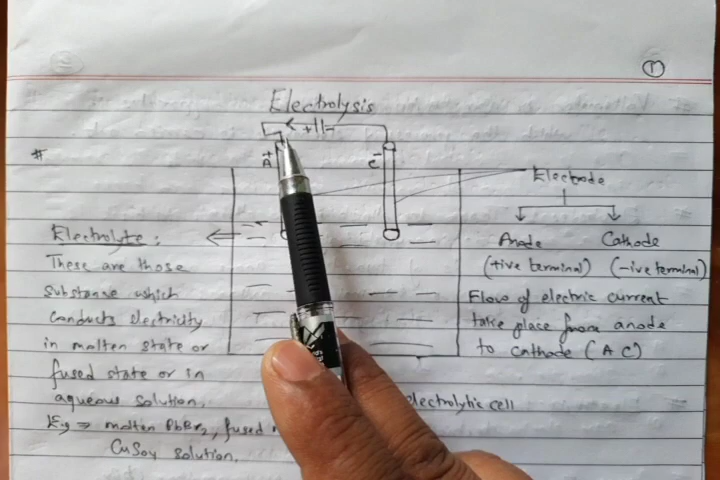 1
Electrolysis
+ -
#
A+
C-
Electrode
Anode Cathode
(+ive terminal) (-ive terminal)
Flow of electric current
take place from anode
to cathode (A C)
Electrolyte:
These are those
substance which
conducts electricity
in molten state or
fused state or in
aqueous solution.
E.g ⇒ molten PbBr2, fused
CuSO4 solution.
electrolytic cell